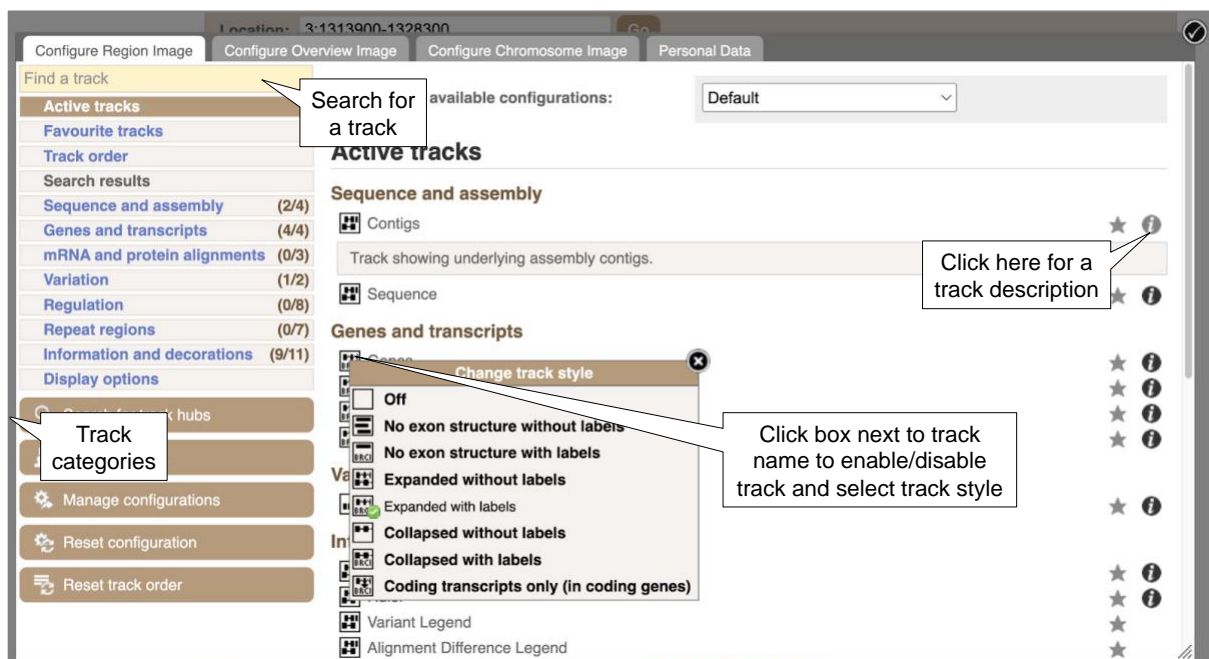 Location: 3:1313900-1328300 Go
Configure Region Image Configure Overview Image Configure Chromosome Image Personal Data
Find a track
Active tracks
Favourite tracks
Track order
Search results
Sequence and assembly (2/4)
Genes and transcripts (4/4)
mRNA and protein alignments (0/3)
Variation (1/2)
Regulation (0/8)
Repeat regions (0/7)
Information and decorations (9/11)
Display options
hubs
Manage configurations
Reset configuration
Reset track order
Search for
a track
Track
categories
available configurations: Default
Active tracks
Sequence and assembly
Contigs
Track showing underlying assembly contigs.
Sequence
Click here for a
track description
Genes and transcripts
Genes
Change track style
Off
No exon structure without labels
No exon structure with labels
Expanded without labels
Expanded with labels
Collapsed without labels
Collapsed with labels
Coding transcripts only (in coding genes)
Click box next to track
name to enable/disable
track and select track style
Va
In
Variant Legend
Alignment Difference Legend